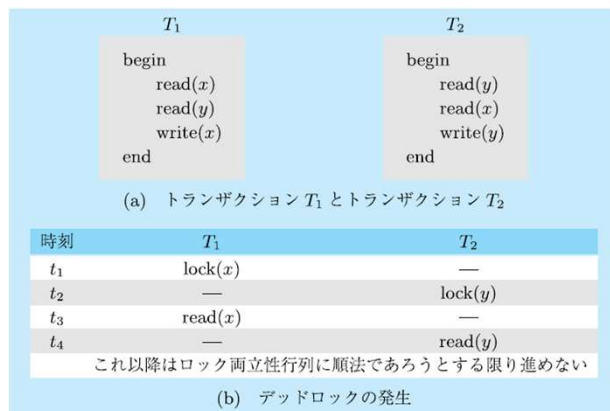 T₁ T₂
begin begin
read(x) read(y)
read(y) read(x)
write(x) write(y)
end end
(a) トランザクション T₁ とトランザクション T₂
時刻 T₁ T₂
t₁ lock(x) —
t₂ — lock(y)
t₃ read(x) —
t₄ — read(y)
これ以降はロック両立性行列に順法であろうとする限り進めない
(b) デッドロックの発生